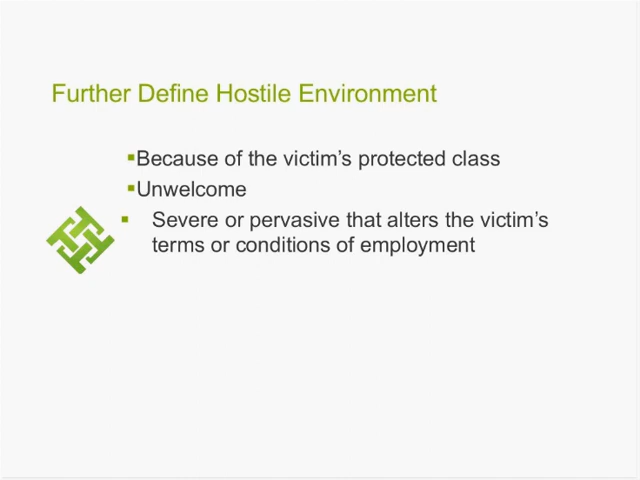 Further Define Hostile Environment
▪Because of the victim’s protected class
▪Unwelcome
▪ Severe or pervasive that alters the victim’s
terms or conditions of employment